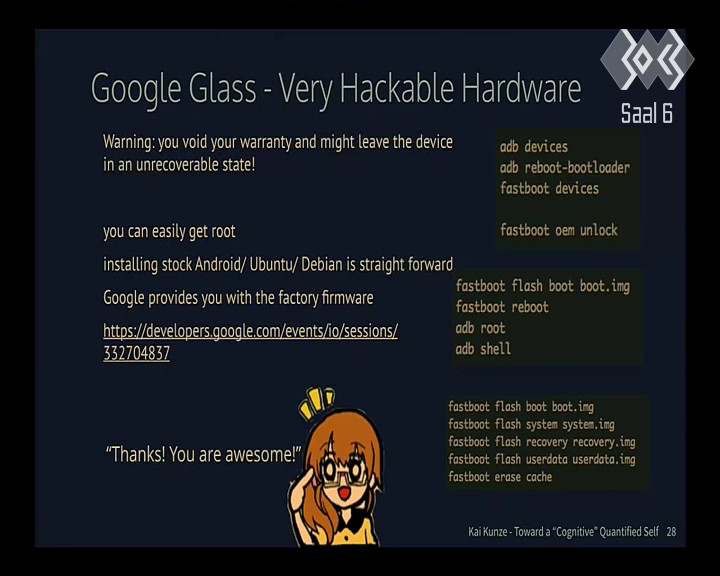 Google Glass - Very Hackable Hardware
Saal 6
Warning: you void your warranty and might leave the device
in an unrecoverable state!
you can easily get root
installing stock Android/ Ubuntu/ Debian is straight forward
Google provides you with the factory firmware
https://developers.google.com/events/io/sessions/
332704837
“Thanks! You are awesome!”
adb devices
adb reboot-bootloader
fastboot devices
fastboot oem unlock
fastboot flash boot boot.img
fastboot reboot
adb root
adb shell
fastboot flash boot boot.img
fastboot flash system system.img
fastboot flash recovery recovery.img
fastboot flash userdata userdata.img
fastboot erase cache
Kai Kunze - Toward a “Cognitive” Quantified Self 28